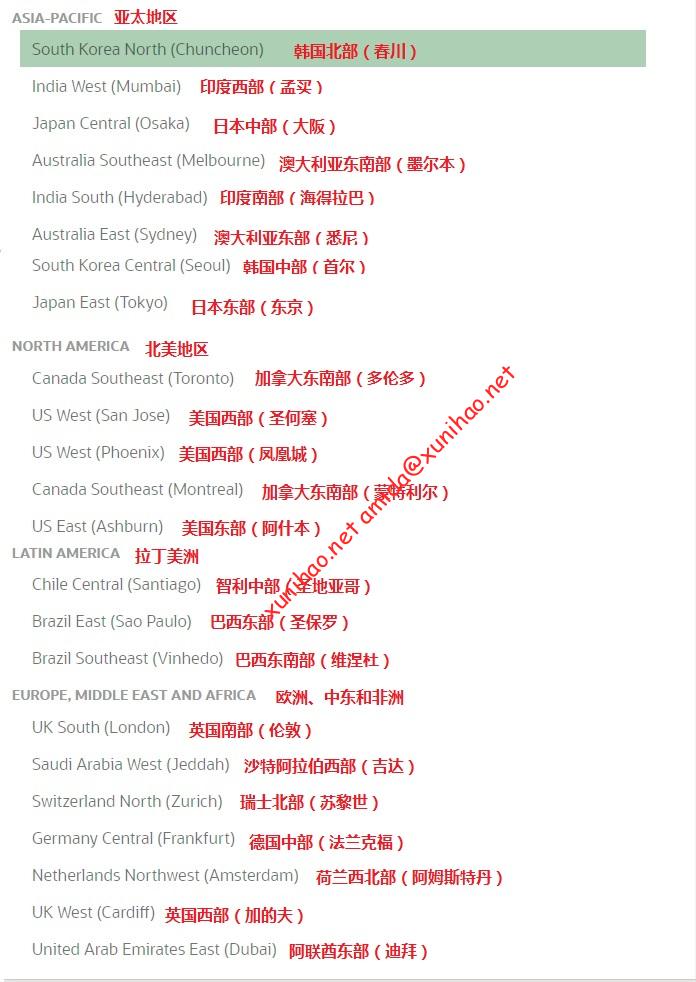 ASIA-PACIFIC 亚太地区
South Korea North (Chuncheon) 韩国北部（春川）
India West (Mumbai) 印度西部（孟买）
Japan Central (Osaka) 日本中部（大阪）
Australia Southeast (Melbourne) 澳大利亚东南部（墨尔本）
India South (Hyderabad) 印度南部（海得拉巴）
Australia East (Sydney) 澳大利亚东部（悉尼）
South Korea Central (Seoul) 韩国中部（首尔）
Japan East (Tokyo) 日本东部（东京）
NORTH AMERICA 北美地区
Canada Southeast (Toronto) 加拿大东南部（多伦多）
US West (San Jose) 美国西部（圣何塞）
US West (Phoenix) 美国西部（凤凰城）
Canada Southeast (Montreal) 加拿大东南部（蒙特利尔）
US East (Ashburn) 美国东部（阿什本）
xunihao.net amida@xunihao.net
LATIN AMERICA 拉丁美洲
Chile Central (Santiago) 智利中部（圣地亚哥）
Brazil East (Sao Paulo) 巴西东部（圣保罗）
Brazil Southeast (Vinhedo) 巴西东南部（维涅杜）
EUROPE, MIDDLE EAST AND AFRICA 欧洲、中东和非洲
UK South (London) 英国南部（伦敦）
Saudi Arabia West (Jeddah) 沙特阿拉伯西部（吉达）
Switzerland North (Zurich) 瑞士北部（苏黎世）
Germany Central (Frankfurt) 德国中部（法兰克福）
Netherlands Northwest (Amsterdam) 荷兰西北部（阿姆斯特丹）
UK West (Cardiff) 英国西部（加的夫）
United Arab Emirates East (Dubai) 阿联酋东部（迪拜）